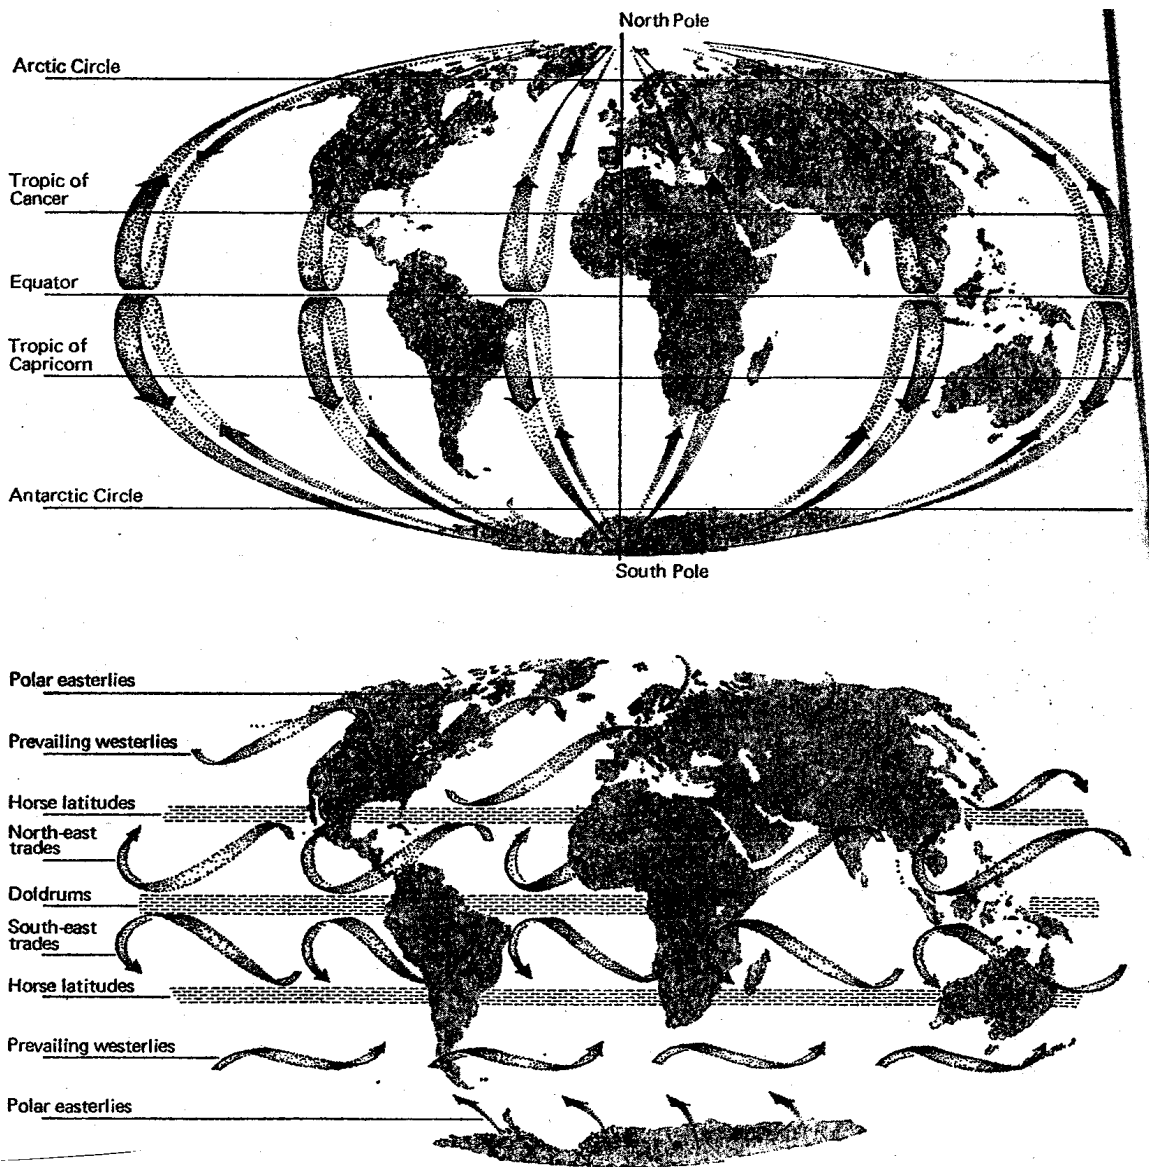 North Pole
Arctic Circle
Tropic of
Cancer
Equator
Tropic of
Capricorn
Antarctic Circle
South Pole
Polar easterlies
Prevailing westerlies
Horse latitudes
North-east
trades
Doldrums
South-east
trades
Horse latitudes
Prevailing westerlies
Polar easterlies